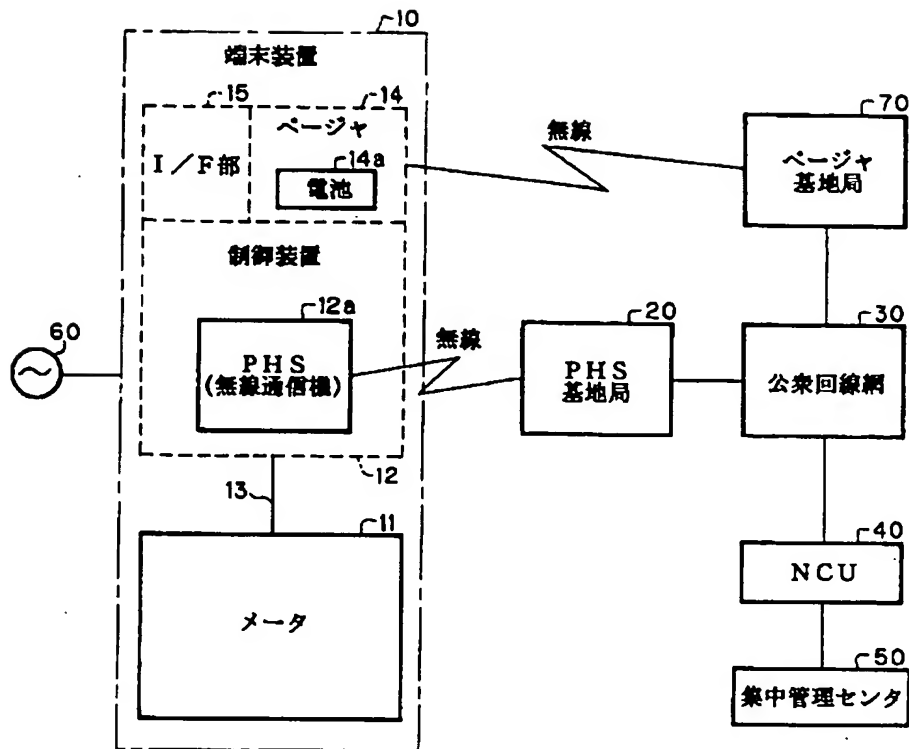 10
端末装置
15
14
ページャ
I/F部
14a
電池
無線
70
ページャ
基地局
制御装置
12a
PHS
(無線通信機)
無線
20
PHS
基地局
30
公衆回線網
60
12
13
11
メータ
40
NCU
50
集中管理センタ